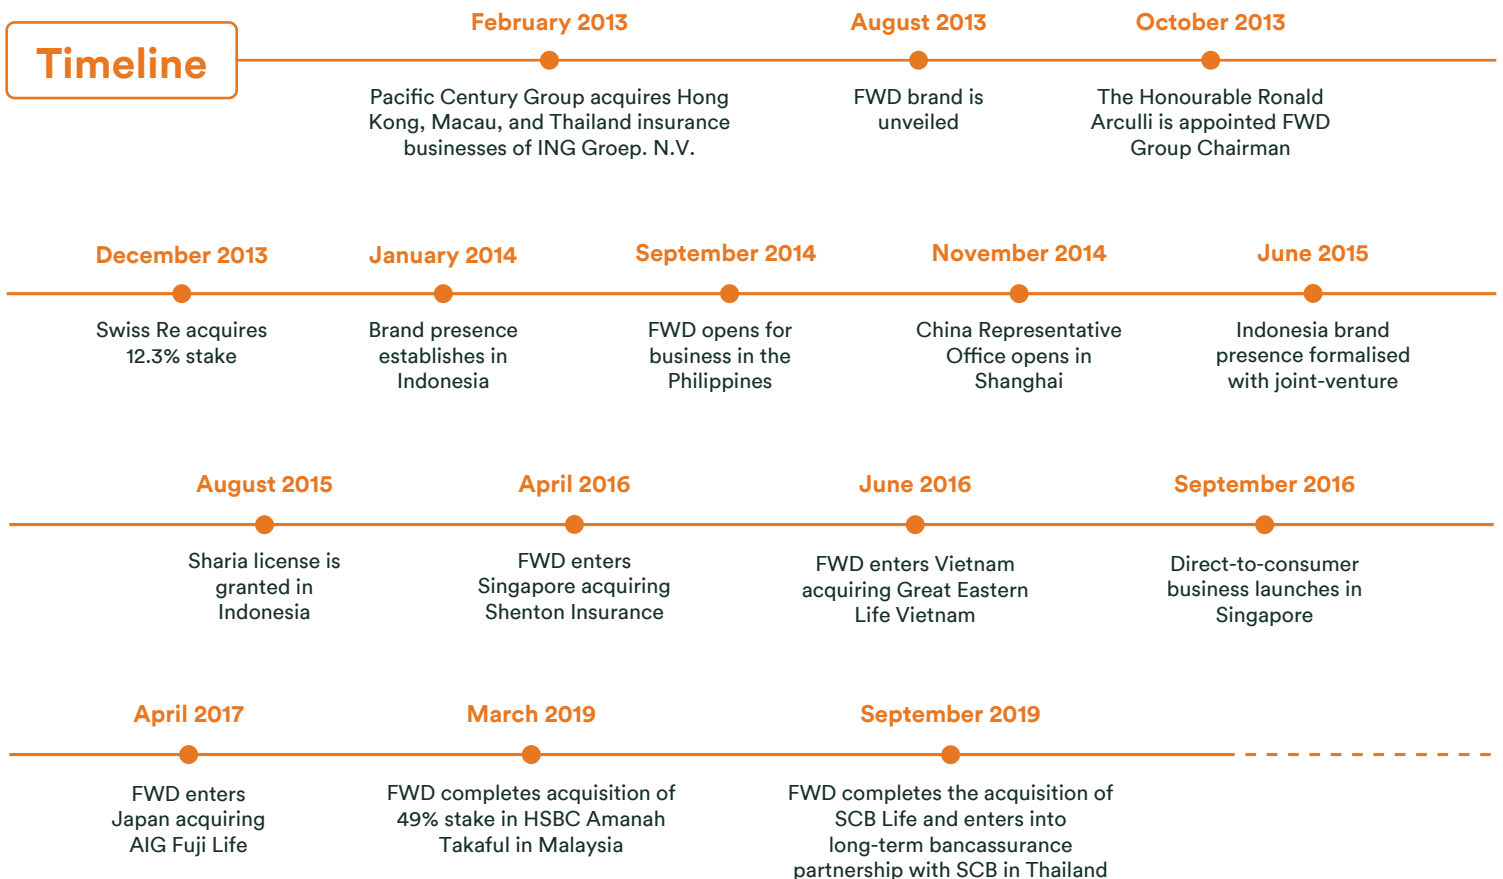 Timeline
February 2013
Pacific Century Group acquires Hong
Kong, Macau, and Thailand insurance
businesses of ING Groep. N.V.
August 2013
FWD brand is
unveiled
October 2013
The Honourable Ronald
Arculli is appointed FWD
Group Chairman
December 2013
Swiss Re acquires
12.3% stake
January 2014
Brand presence
establishes in
Indonesia
September 2014
FWD opens for
business in the
Philippines
November 2014
China Representative
Office opens in
Shanghai
June 2015
Indonesia brand
presence formalised
with joint-venture
August 2015
Sharia license is
granted in
Indonesia
April 2016
FWD enters
Singapore acquiring
Shenton Insurance
June 2016
FWD enters Vietnam
acquiring Great Eastern
Life Vietnam
September 2016
Direct-to-consumer
business launches in
Singapore
April 2017
FWD enters
Japan acquiring
AIG Fuji Life
March 2019
FWD completes acquisition of
49% stake in HSBC Amanah
Takaful in Malaysia
September 2019
FWD completes the acquisition of
SCB Life and enters into
long-term bancassurance
partnership with SCB in Thailand